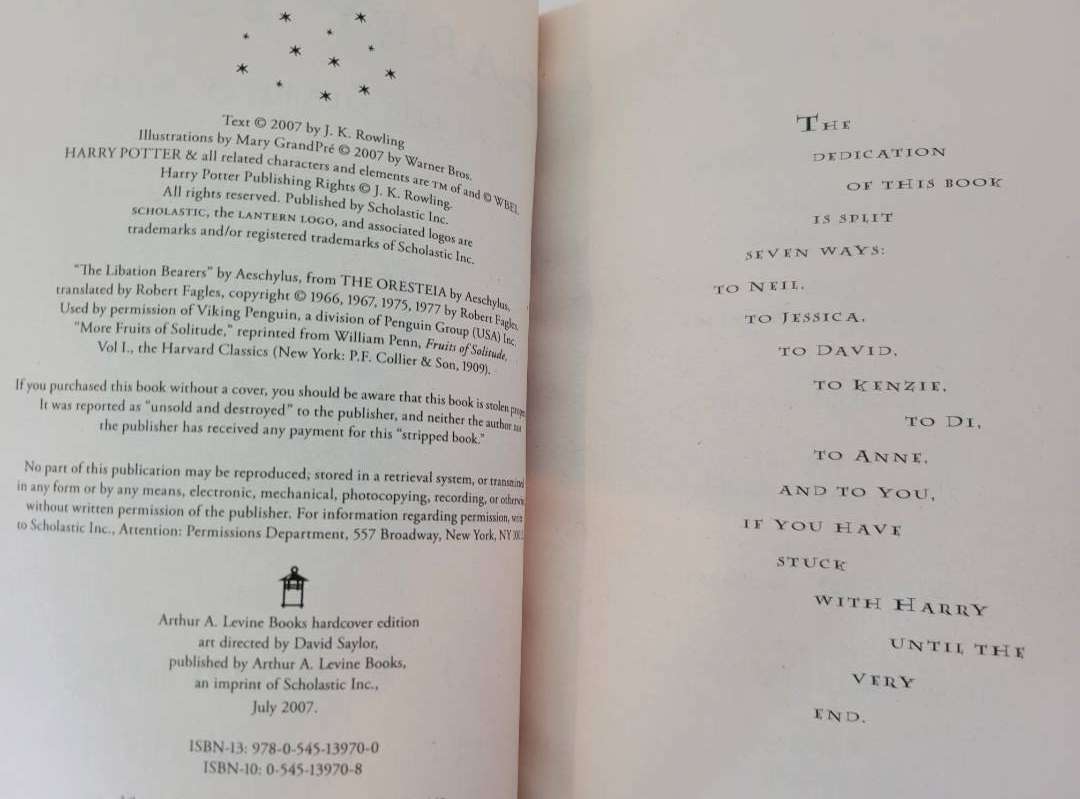 Text © 2007 by J. K. Rowling
Illustrations by Mary GrandPré © 2007 by Warner Bros.
HARRY POTTER & all related characters and elements are TM of and © WBEI.
Harry Potter Publishing Rights © J. K. Rowling.
All rights reserved. Published by Scholastic Inc.
SCHOLASTIC, the LANTERN LOGO, and associated logos are
trademarks and/or registered trademarks of Scholastic Inc.
"The Libation Bearers" by Aeschylus, from THE ORESTEIA by Aeschylus,
translated by Robert Fagles, copyright © 1966, 1967, 1975, 1977 by Robert Fagles.
Used by permission of Viking Penguin, a division of Penguin Group (USA) Inc.
"More Fruits of Solitude," reprinted from William Penn, Fruits of Solitude,
Vol I., the Harvard Classics (New York: P.F. Collier & Son, 1909).
If you purchased this book without a cover, you should be aware that this book is stolen
It was reported as "unsold and destroyed" to the publisher, and neither the author nor
the publisher has received any payment for this "stripped book."
No part of this publication may be reproduced, stored in a retrieval system, or
in any form or by any means, electronic, mechanical, photocopying, recording, or
without written permission of the publisher. For information regarding permission,
to Scholastic Inc., Attention: Permissions Department, 557 Broadway, New York, NY
Arthur A. Levine Books hardcover edition
art directed by David Saylor,
published by Arthur A. Levine Books,
an imprint of Scholastic Inc.,
July 2007.
ISBN-13: 978-0-545-13970-0
ISBN-10: 0-545-13970-8
THE
DEDICATION
OF THIS BOOK
IS SPLIT
SEVEN WAYS:
TO NEIL,
TO JESSICA,
TO DAVID,
TO KENZIE,
TO DI,
TO ANNE,
AND TO YOU,
IF YOU HAVE
STUCK
WITH HARRY
UNTIL THE
VERY
END.